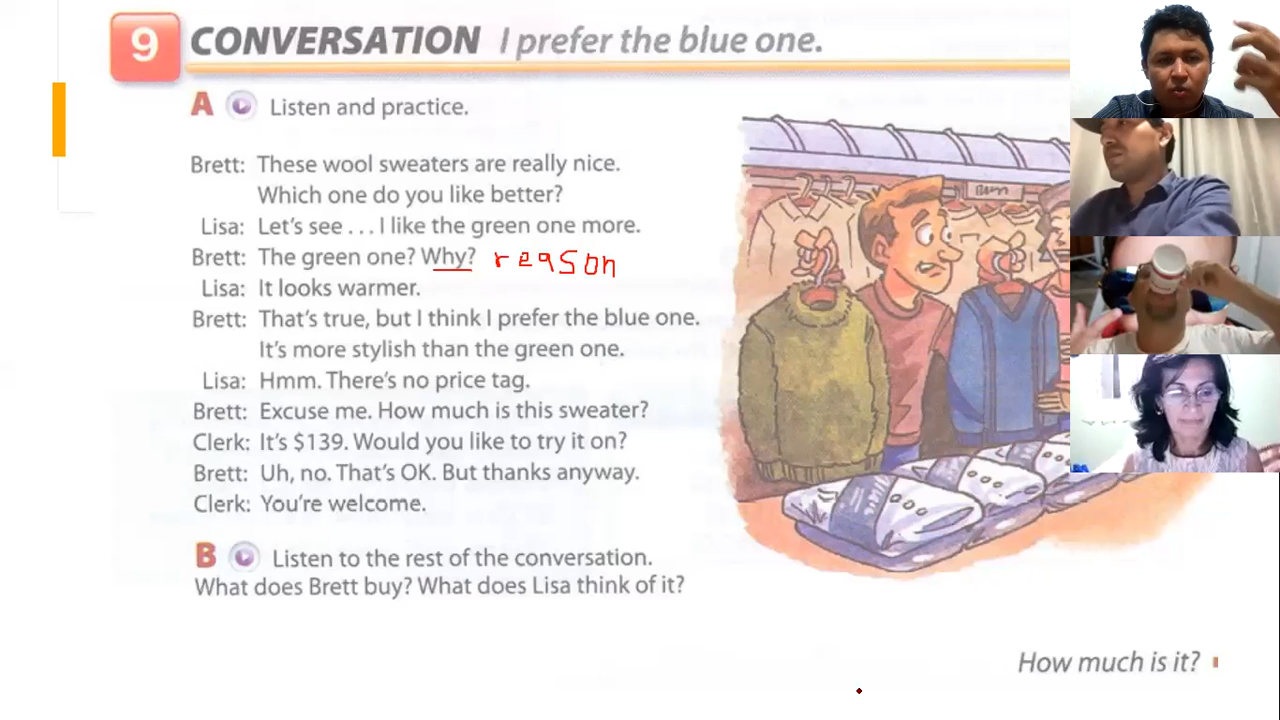 9 CONVERSATION I prefer the blue one.
A Listen and practice.
Brett: These wool sweaters are really nice.
Which one do you like better?
Lisa: Let's see . . . I like the green one more.
Brett: The green one? Why? reason
Lisa: It looks warmer.
Brett: That's true, but I think I prefer the blue one.
It's more stylish than the green one.
Lisa: Hmm. There's no price tag.
Brett: Excuse me. How much is this sweater?
Clerk: It's $139. Would you like to try it on?
Brett: Uh, no. That's OK. But thanks anyway.
Clerk: You're welcome.
B Listen to the rest of the conversation.
What does Brett buy? What does Lisa think of it?
How much is it?